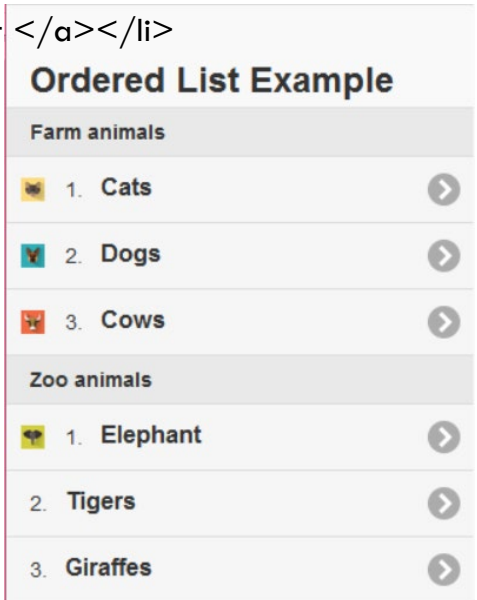 </a></li>
Ordered List Example
Farm animals
1. Cats
2. Dogs
3. Cows
Zoo animals
1. Elephant
2. Tigers
3. Giraffes